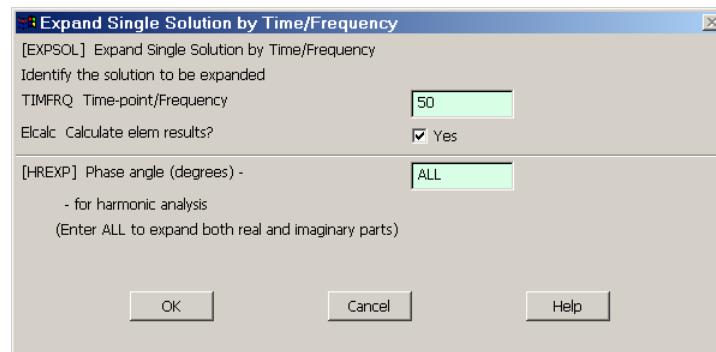 Expand Single Solution by Time/Frequency
[EXPSOL] Expand Single Solution by Time/Frequency
Identify the solution to be expanded
TIMFRQ Time-point/Frequency 50
Elcalc Calculate elem results? Yes
[HREXP] Phase angle (degrees) - ALL
- for harmonic analysis
(Enter ALL to expand both real and imaginary parts)
OK Cancel Help